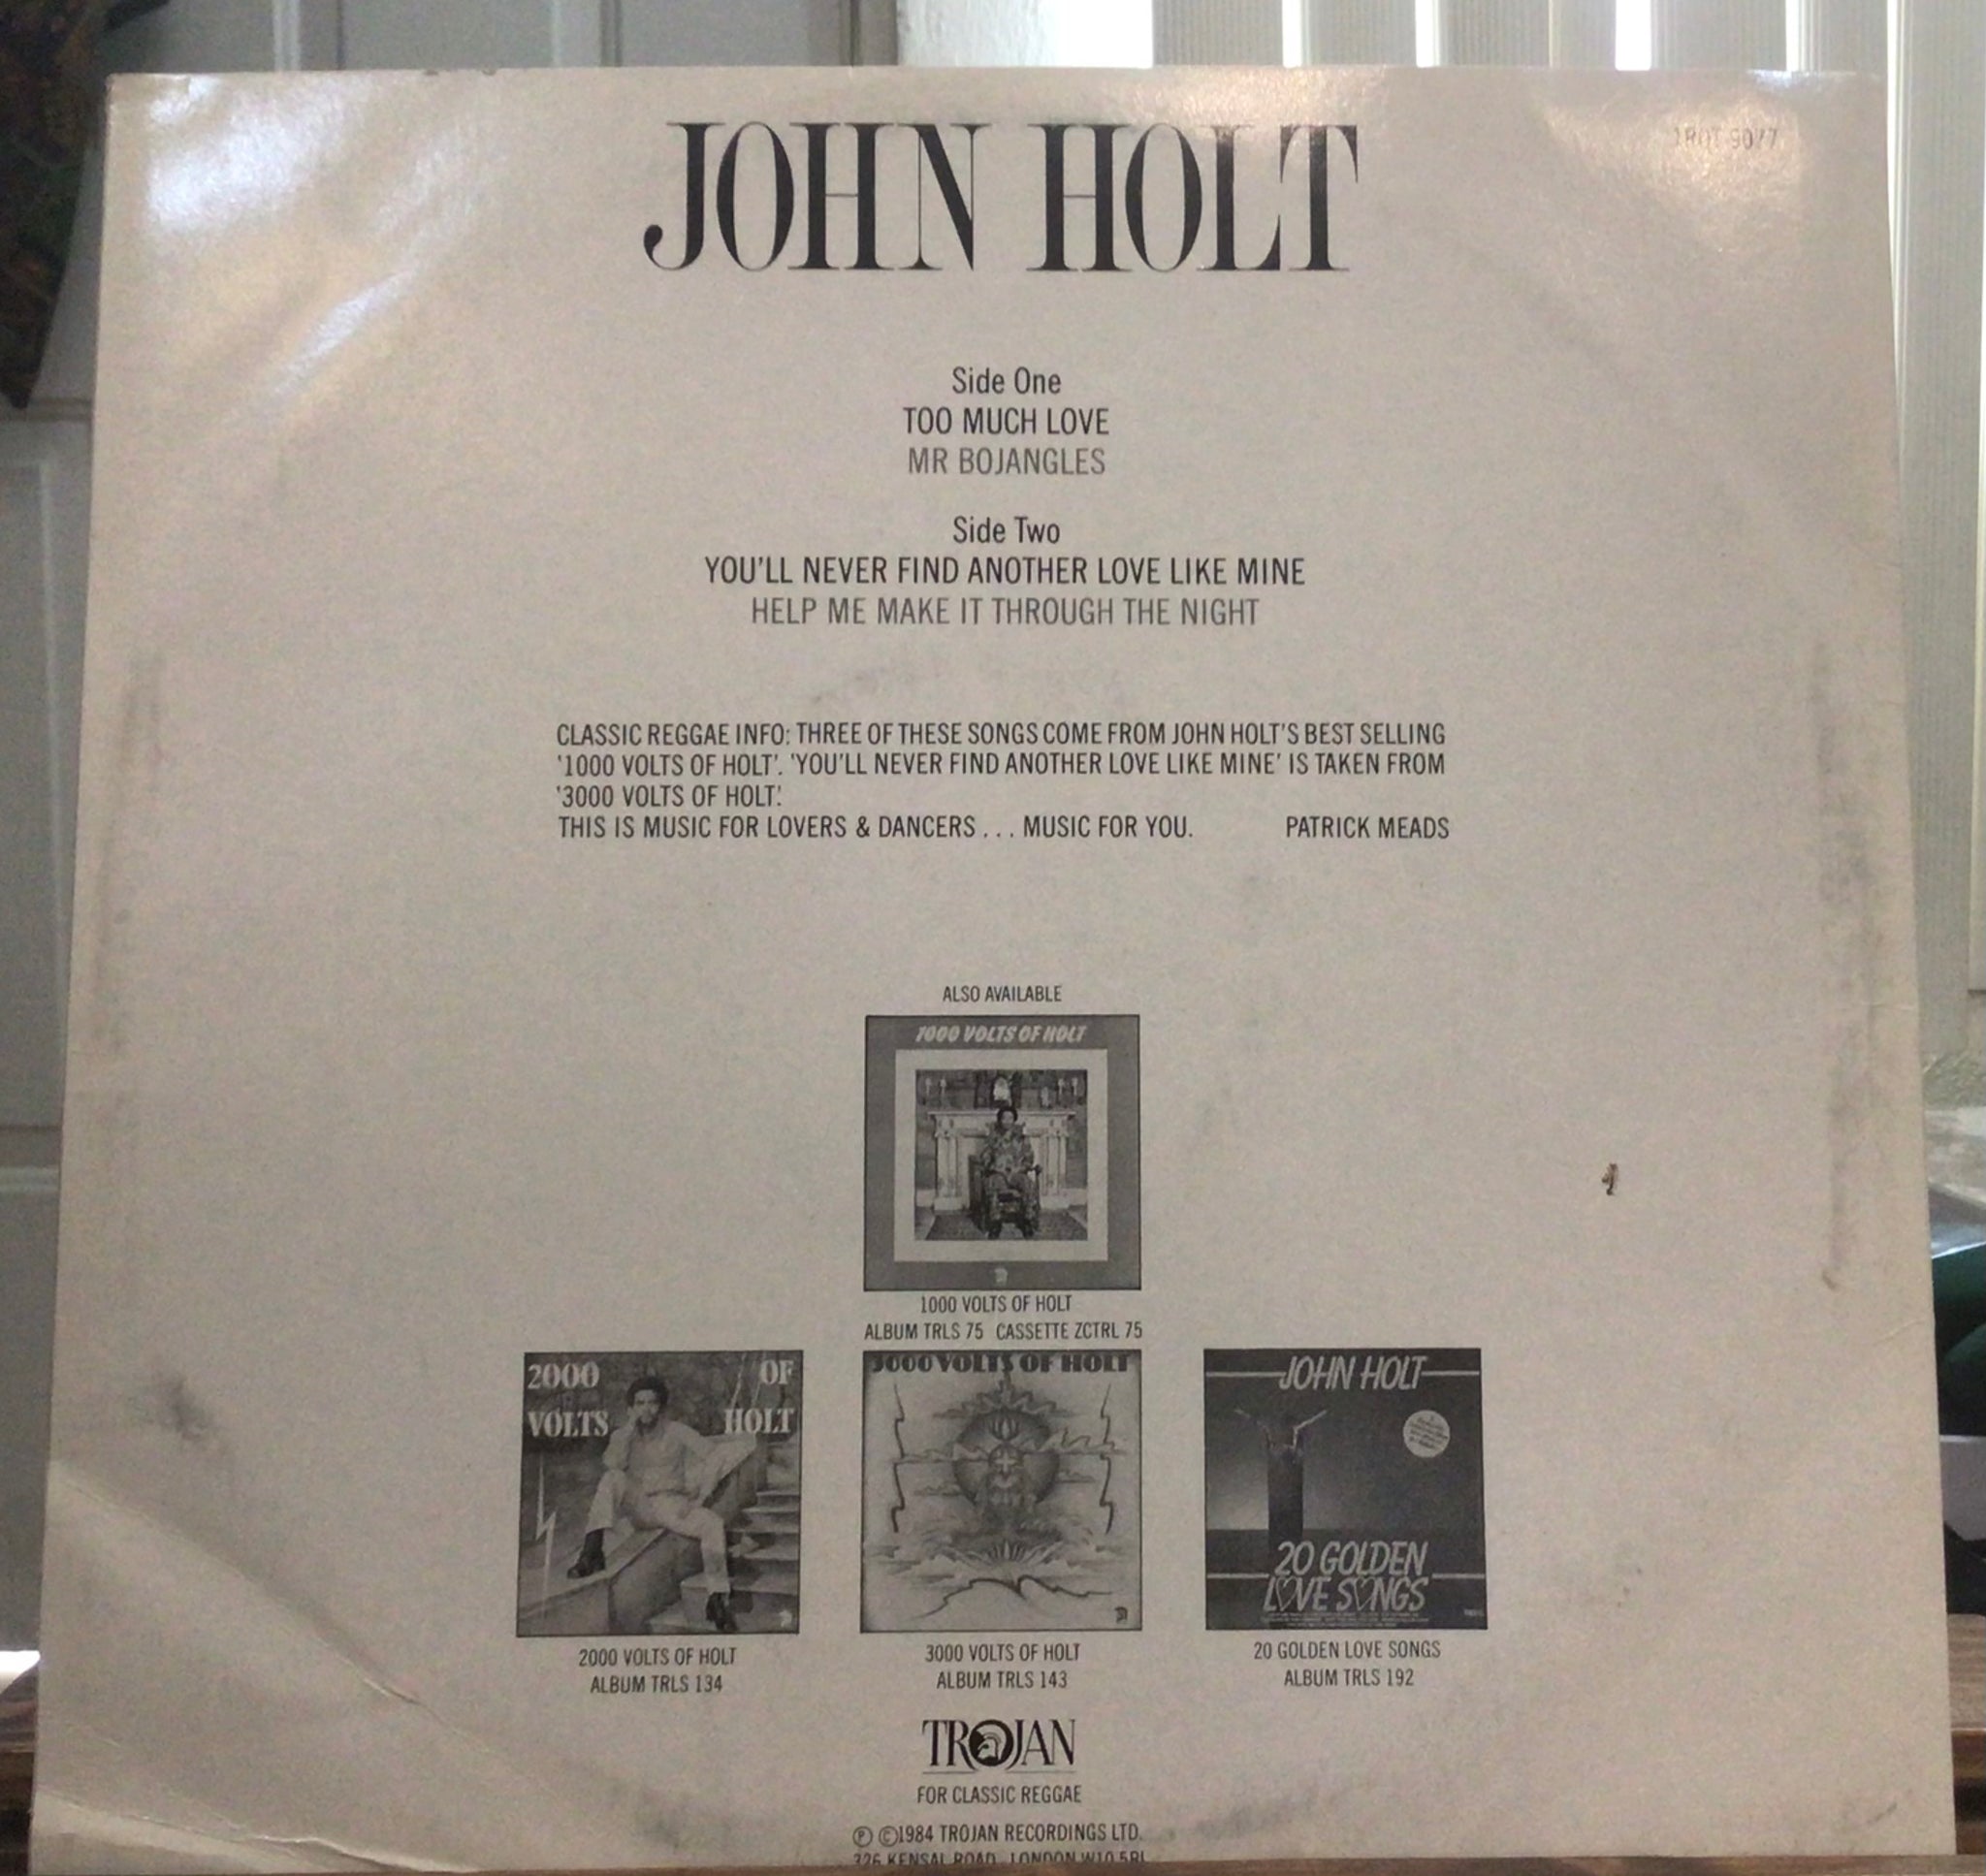 JOHN HOLT
Side One
TOO MUCH LOVE
MR BOJANGLES
Side Two
YOU'LL NEVER FIND ANOTHER LOVE LIKE MINE
HELP ME MAKE IT THROUGH THE NIGHT
CLASSIC REGGAE INFO: THREE OF THESE SONGS COME FROM JOHN HOLT'S BEST SELLING
'1000 VOLTS OF HOLT'. 'YOU'LL NEVER FIND ANOTHER LOVE LIKE MINE' IS TAKEN FROM
'3000 VOLTS OF HOLT'.
THIS IS MUSIC FOR LOVERS & DANCERS . . . MUSIC FOR YOU. PATRICK MEADS
ALSO AVAILABLE
1000 VOLTS OF HOLT
1000 VOLTS OF HOLT
ALBUM TRLS 75 CASSETTE ZCTRL 75
2000 OF
VOLTS HOLT
2000 VOLTS OF HOLT
ALBUM TRLS 134
3000 VOLTS OF HOLT
3000 VOLTS OF HOLT
ALBUM TRLS 143
JOHN HOLT
20 GOLDEN
LOVE SONGS
20 GOLDEN LOVE SONGS
ALBUM TRLS 192
TROJAN
FOR CLASSIC REGGAE
℗ ©1984 TROJAN RECORDINGS LTD.
326 KENSAL ROAD, LONDON W10 5BL